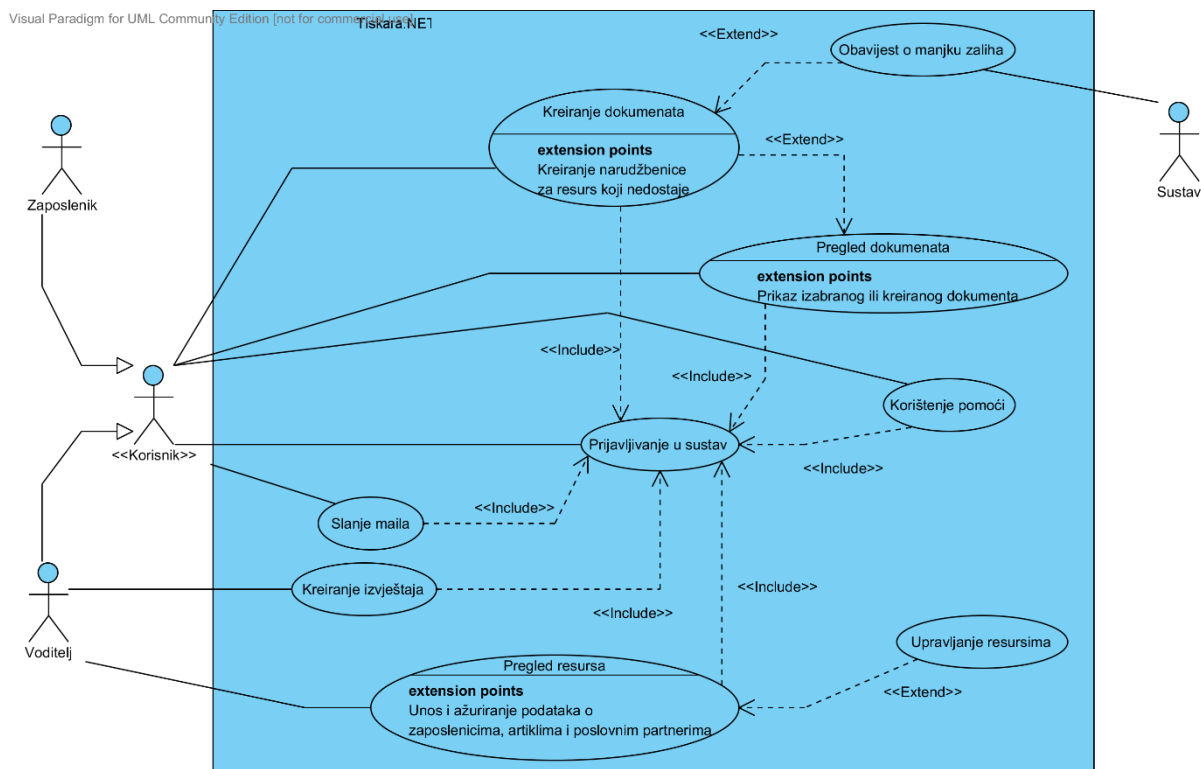 Visual Paradigm for UML Community Edition [not for commercial use]
Tiskara.NET
<<Extend>>
Obavijest o manjku zaliha
Kreiranje dokumenata
extension points
Kreiranje narudžbenice
za resurs koji nedostaje
<<Extend>>
Zaposlenik
Sustav
Pregled dokumenata
extension points
Prikaz izabranog ili kreiranog dokumenta
<<Include>>
<<Include>>
Korištenje pomoći
Prijavljivanje u sustav
<<Korisnik>>
<<Include>>
<<Include>>
Slanje maila
Kreiranje izvještaja
<<Include>>
<<Include>>
Voditelj
Upravljanje resursima
Pregled resursa
extension points
Unos i ažuriranje podataka o
zaposlenicima, artiklima i poslovnim partnerima
<<Extend>>